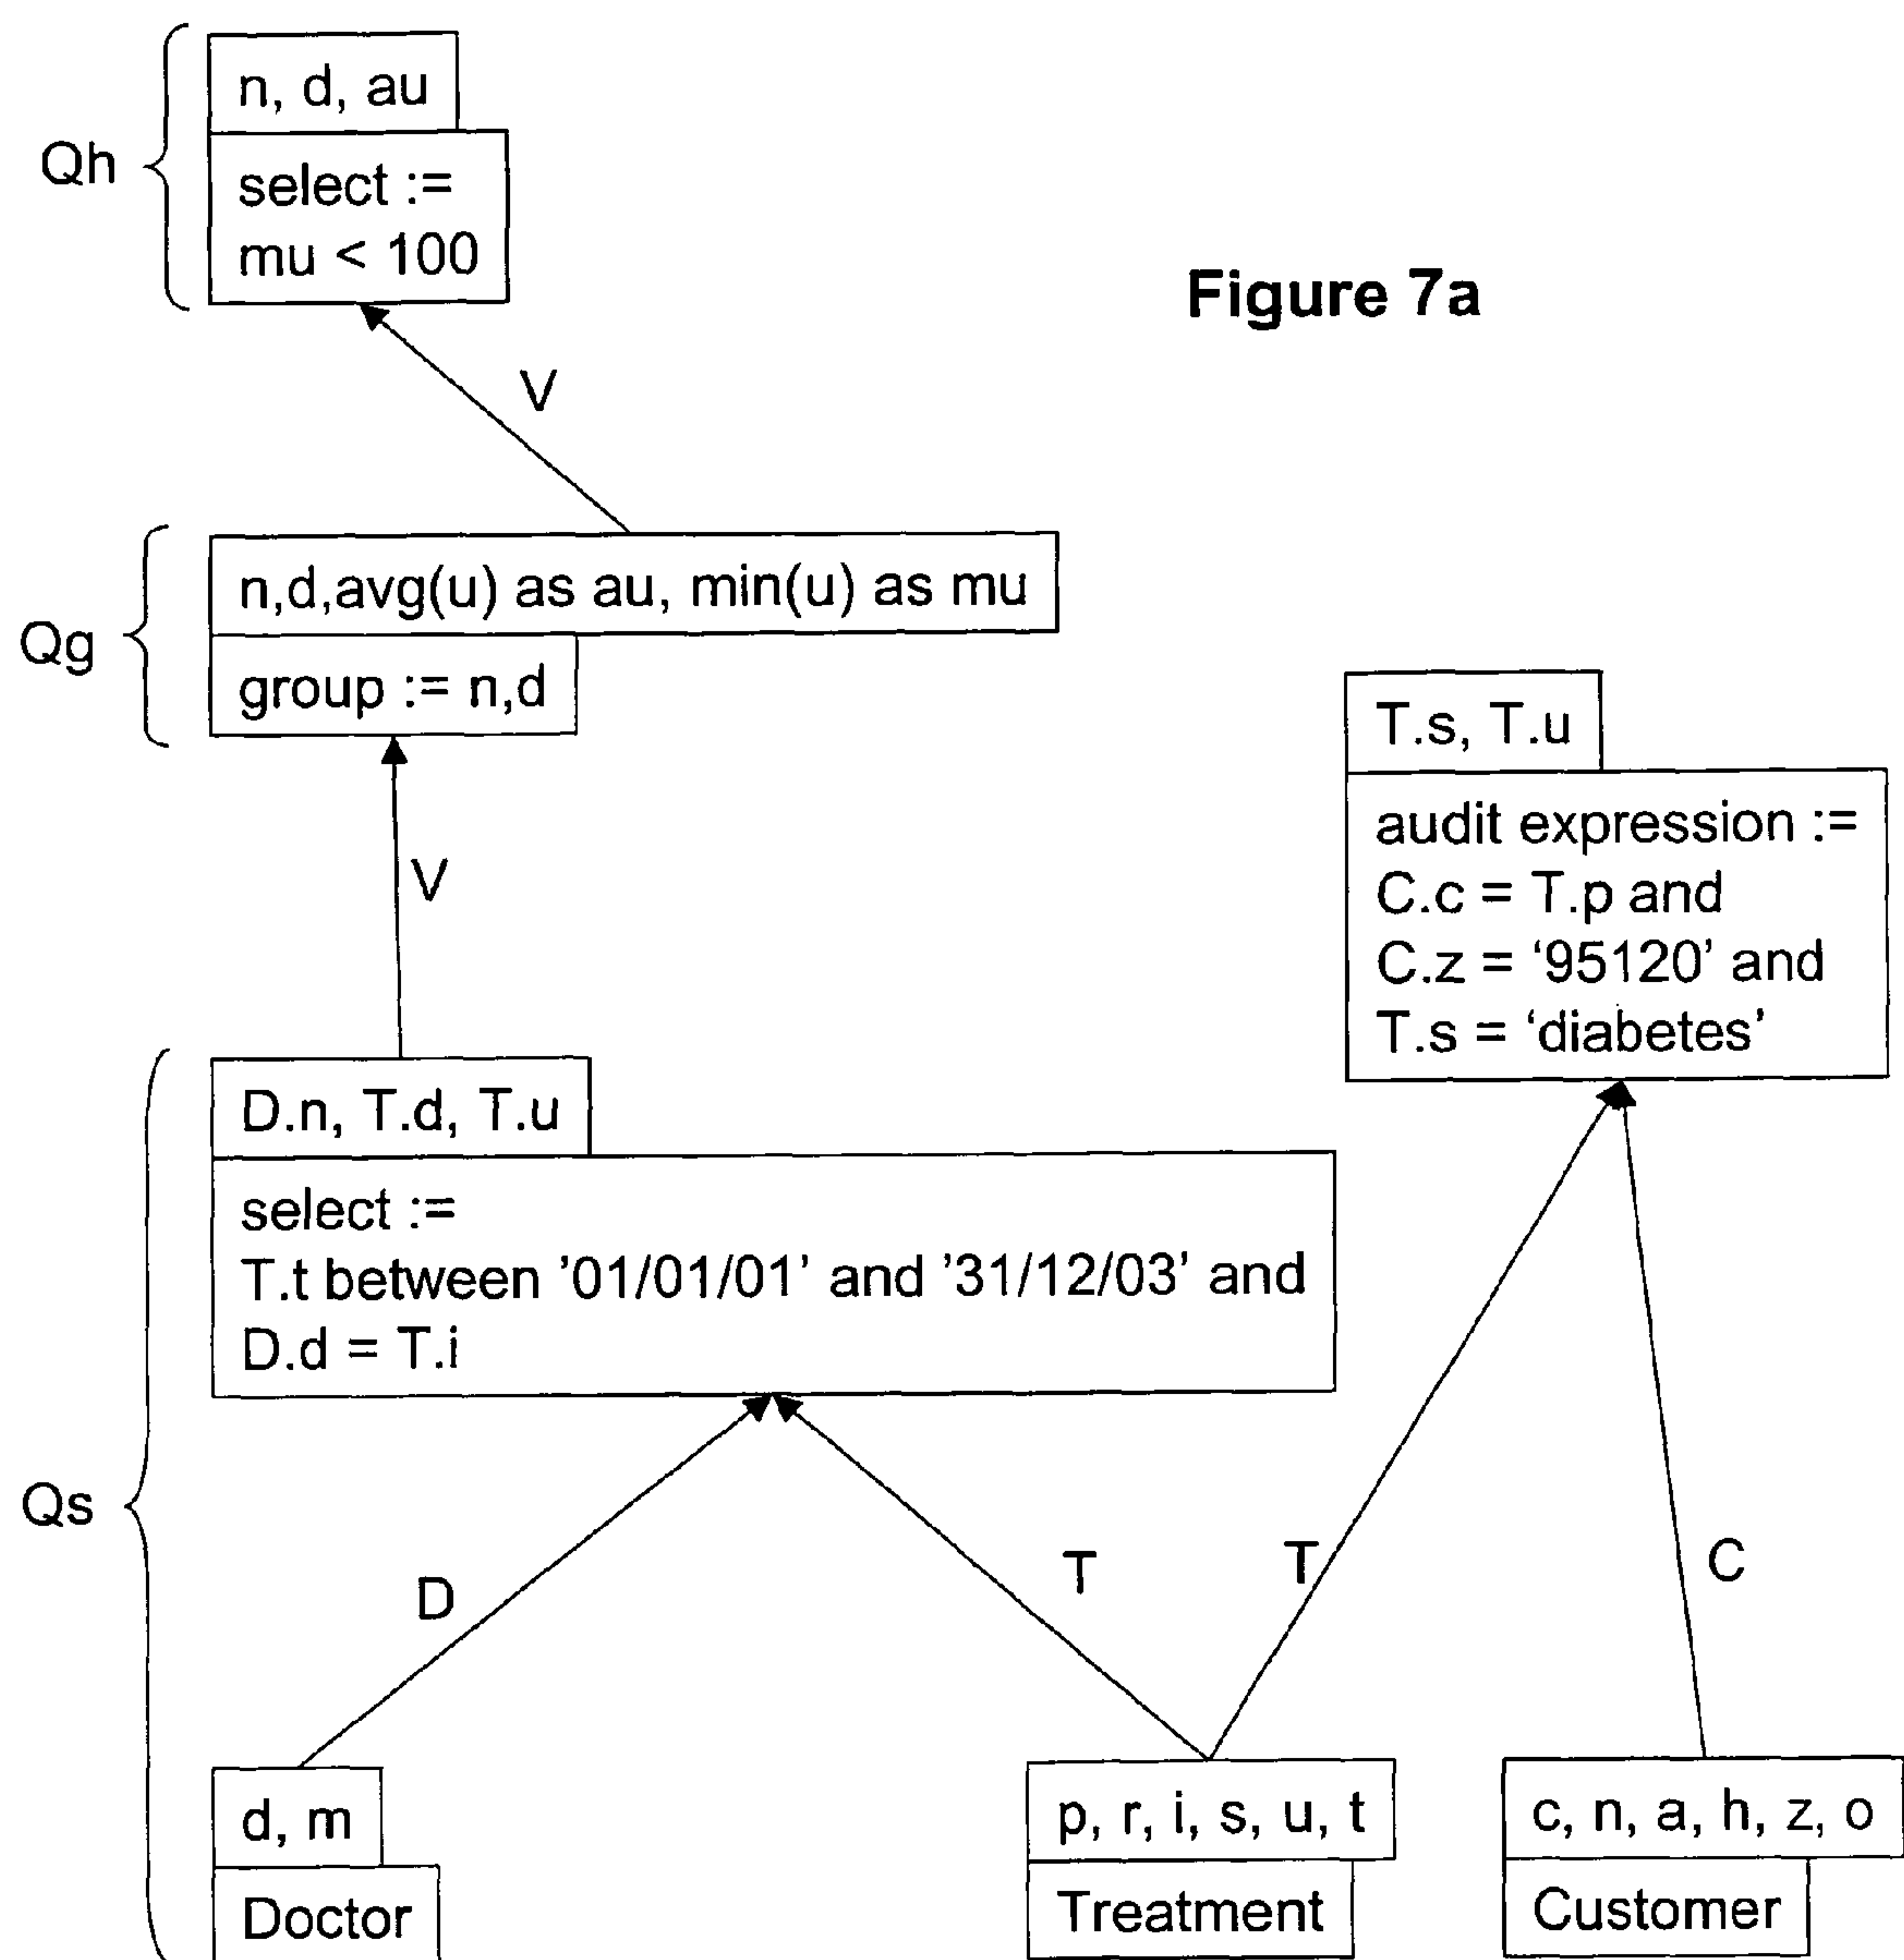 n, d, au
Qh
select :=
mu < 100
Figure 7a
V
n,d,avg(u) as au, min(u) as mu
Qg
group := n,d
T.s, T.u
audit expression :=
C.c = T.p and
C.z = ‘95120’ and
T.s = ‘diabetes’
V
D.n, T.d, T.u
select :=
T.t between ’01/01/01’ and ’31/12/03’ and
D.d = T.i
Qs
D
T
T
C
d, m
Doctor
p, r, i, s, u, t
Treatment
c, n, a, h, z, o
Customer